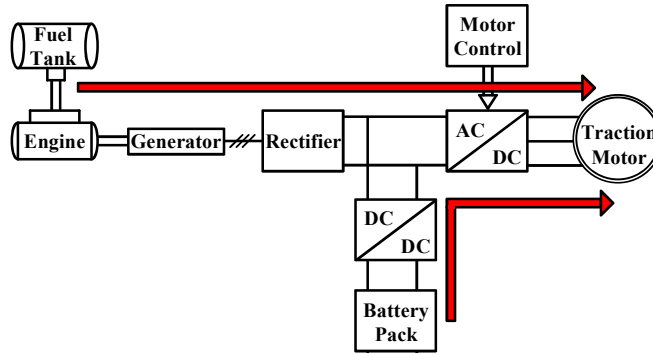 Fuel
Tank
Motor
Control
Engine
Generator
Rectifier
AC
DC
Traction
Motor
DC
DC
Battery
Pack